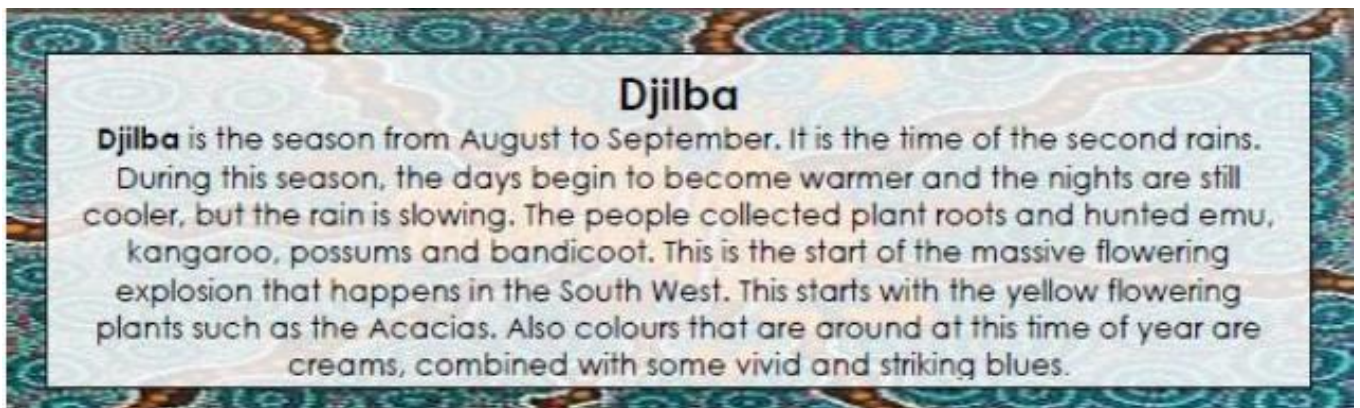 Djilba
Djilba is the season from August to September. It is the time of the second rains.
During this season, the days begin to become warmer and the nights are still
cooler, but the rain is slowing. The people collected plant roots and hunted emu,
kangaroo, possums and bandicoot. This is the start of the massive flowering
explosion that happens in the South West. This starts with the yellow flowering
plants such as the Acacias. Also colours that are around at this time of year are
creams, combined with some vivid and striking blues.